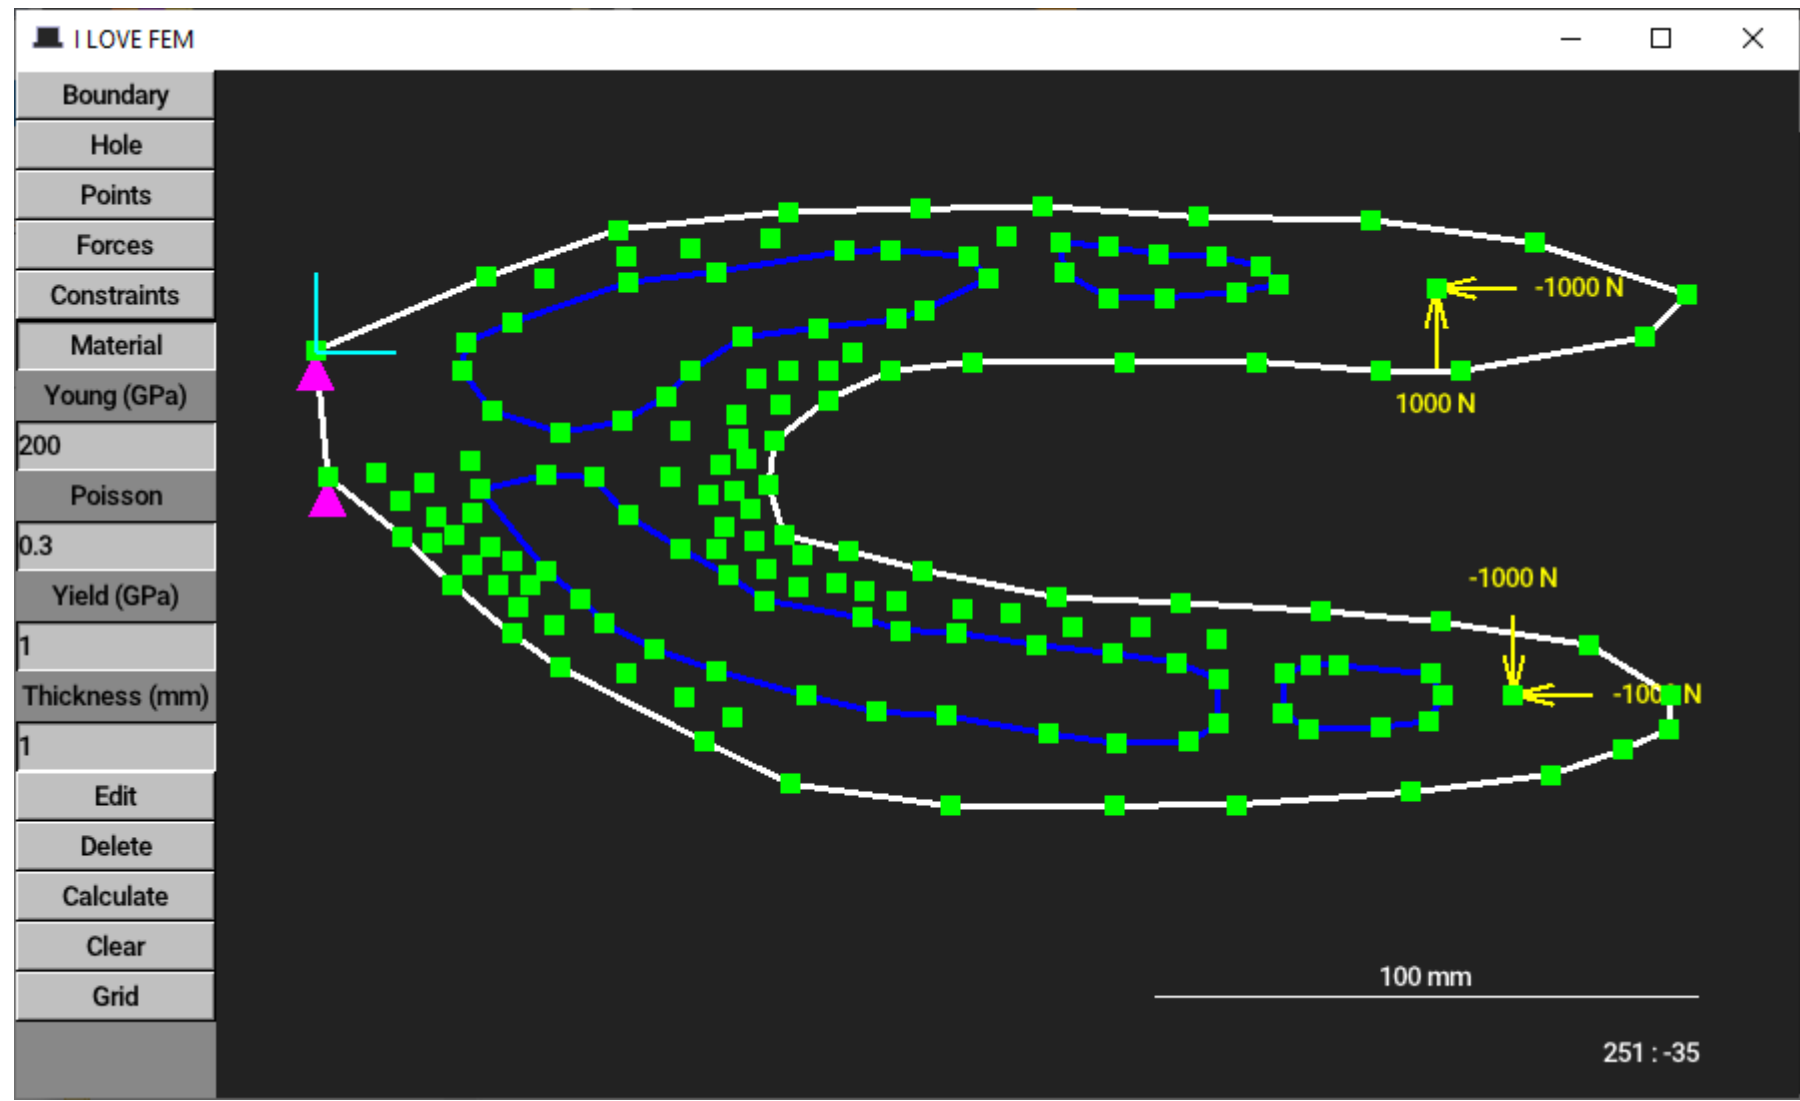 I LOVE FEM
Boundary
Hole
Points
Forces
Constraints
Material
Young (GPa)
200
Poisson
0.3
Yield (GPa)
1
Thickness (mm)
1
Edit
Delete
Calculate
Clear
Grid
-1000 N
1000 N
-1000 N
-1000 N
100 mm
251 : -35